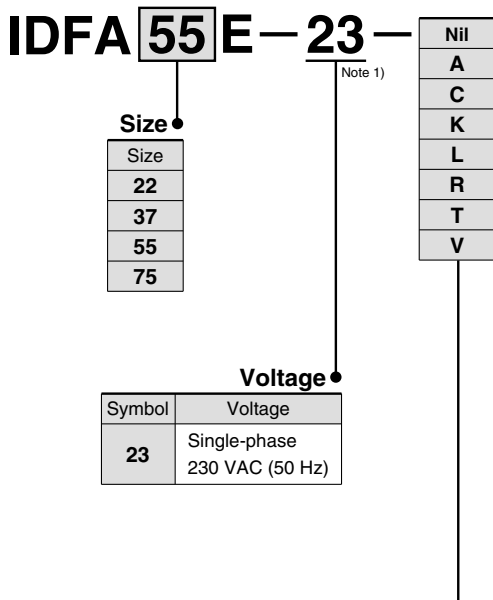 IDFA 55 E — 23 —
Note 1)
Nil
A
C
K
L
R
T
V
Size
Size
22
37
55
75
Voltage
Symbol Voltage
23 Single-phase
230 VAC (50 Hz)